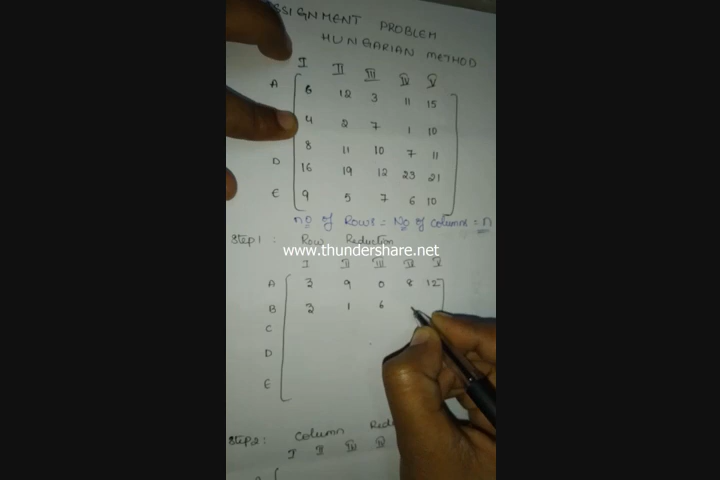 ASSIGNMENT PROBLEM
HUNGARIAN METHOD
I II III IV V
A 6 12 3 11 15
4 2 7 1 10
8 11 10 7 11
D 16 19 12 23 21
E 9 5 7 6 10
no of Rows = No of columns = n
Step 1 : Row Reduction
www.thundershare.net
I II III IV V
A 3 9 0 8 12
B 3 1 6
C
D
E
Step 2 : Column
I II III IV